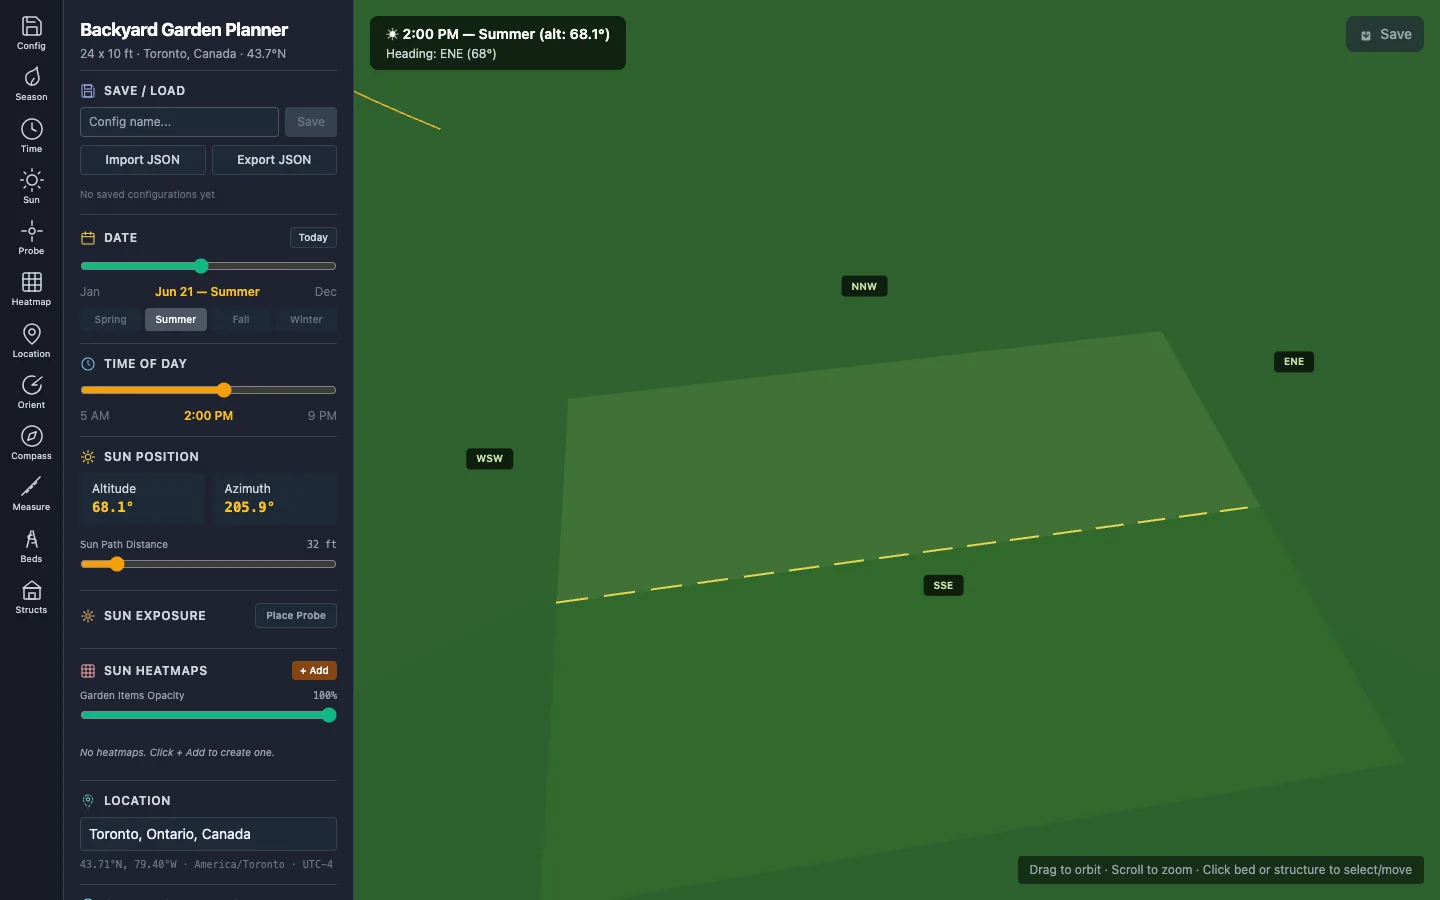 Config
Season
Time
Sun
Probe
Heatmap
Location
Orient
Compass
Measure
Beds
Structs
Backyard Garden Planner
24 x 10 ft · Toronto, Canada · 43.7°N
SAVE / LOAD
Config name...
Save
Import JSON
Export JSON
No saved configurations yet
DATE
Today
Jan
Jun 21 — Summer
Dec
Spring
Summer
Fall
Winter
TIME OF DAY
5 AM
2:00 PM
9 PM
SUN POSITION
Altitude
68.1°
Azimuth
205.9°
Sun Path Distance
32 ft
SUN EXPOSURE
Place Probe
SUN HEATMAPS
+ Add
Garden Items Opacity
100%
No heatmaps. Click + Add to create one.
LOCATION
Toronto, Ontario, Canada
43.71°N, 79.40°W · America/Toronto · UTC−4
2:00 PM — Summer (alt: 68.1°)
Heading: ENE (68°)
Save
NNW
ENE
WSW
SSE
Drag to orbit · Scroll to zoom · Click bed or structure to select/move